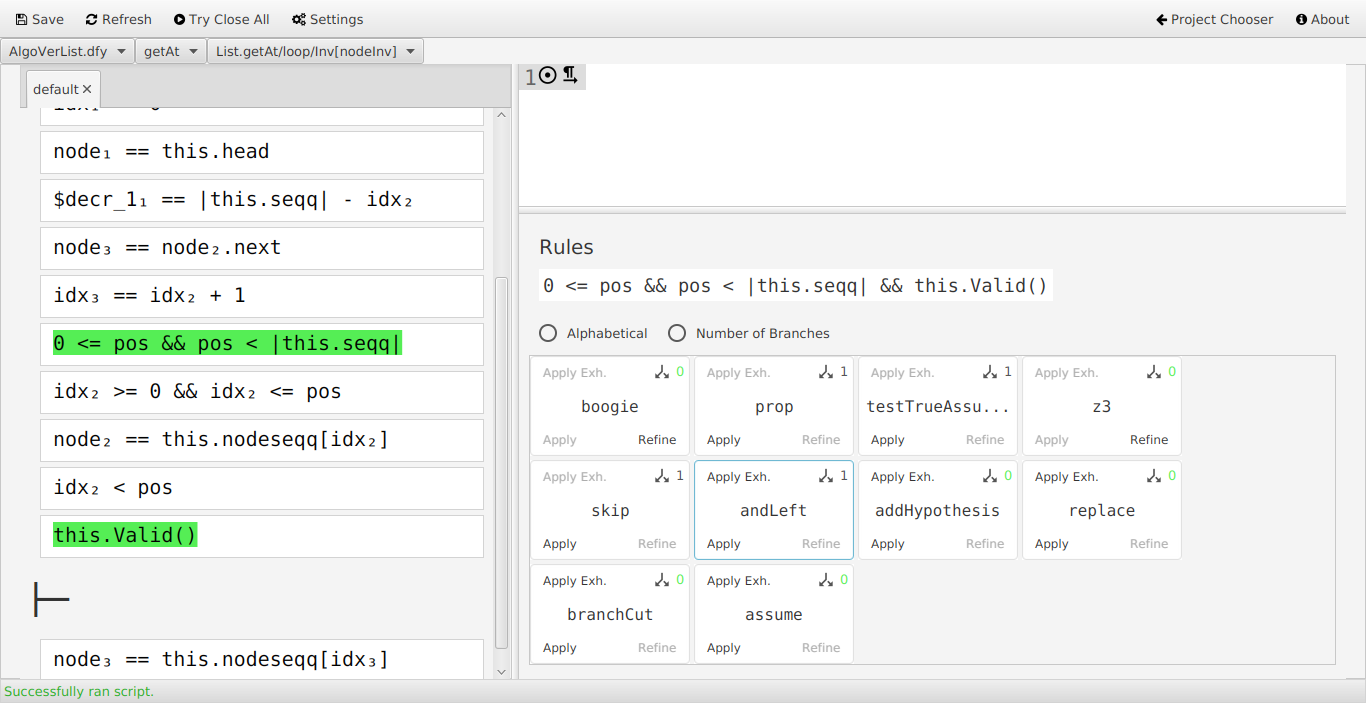 Save Refresh Try Close All Settings Project Chooser About
AlgoVerList.dfy getAt List.getAt/loop/Inv[nodeInv]
default
node₁ == this.head
$decr_1₁ == |this.seqq| - idx₂
node₃ == node₂.next
idx₃ == idx₂ + 1
0 <= pos && pos < |this.seqq|
idx₂ >= 0 && idx₂ <= pos
node₂ == this.nodeseqq[idx₂]
idx₂ < pos
this.Valid()
node₃ == this.nodeseqq[idx₃]
1
Rules
0 <= pos && pos < |this.seqq| && this.Valid()
Alphabetical Number of Branches
Apply Exh. 0
boogie
Apply Refine
Apply Exh. 1
prop
Apply Refine
Apply Exh. 1
testTrueAssu...
Apply Refine
Apply Exh. 0
z3
Apply Refine
Apply Exh. 1
skip
Apply Refine
Apply Exh. 1
andLeft
Apply Refine
Apply Exh. 0
addHypothesis
Apply Refine
Apply Exh. 0
replace
Apply Refine
Apply Exh. 0
branchCut
Apply Refine
Apply Exh. 0
assume
Apply Refine
Successfully ran script.